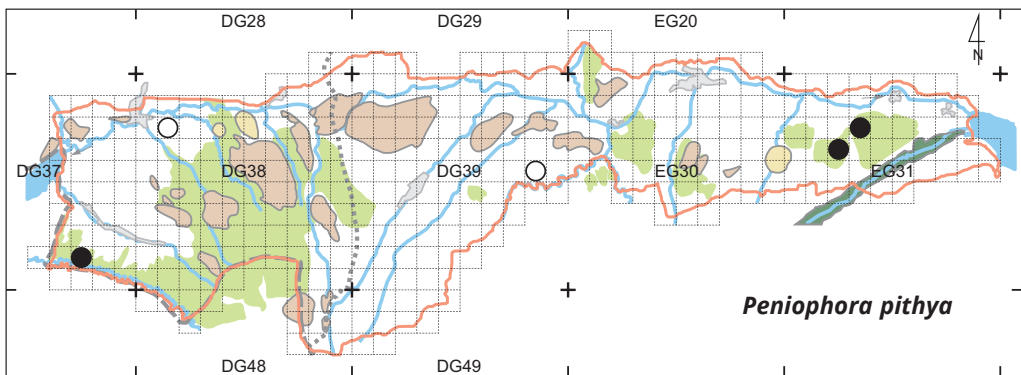 DG28 DG29 EG20
N
DG37 DG38 DG39 EG30 EG31
Peniophora pithya
DG48 DG49